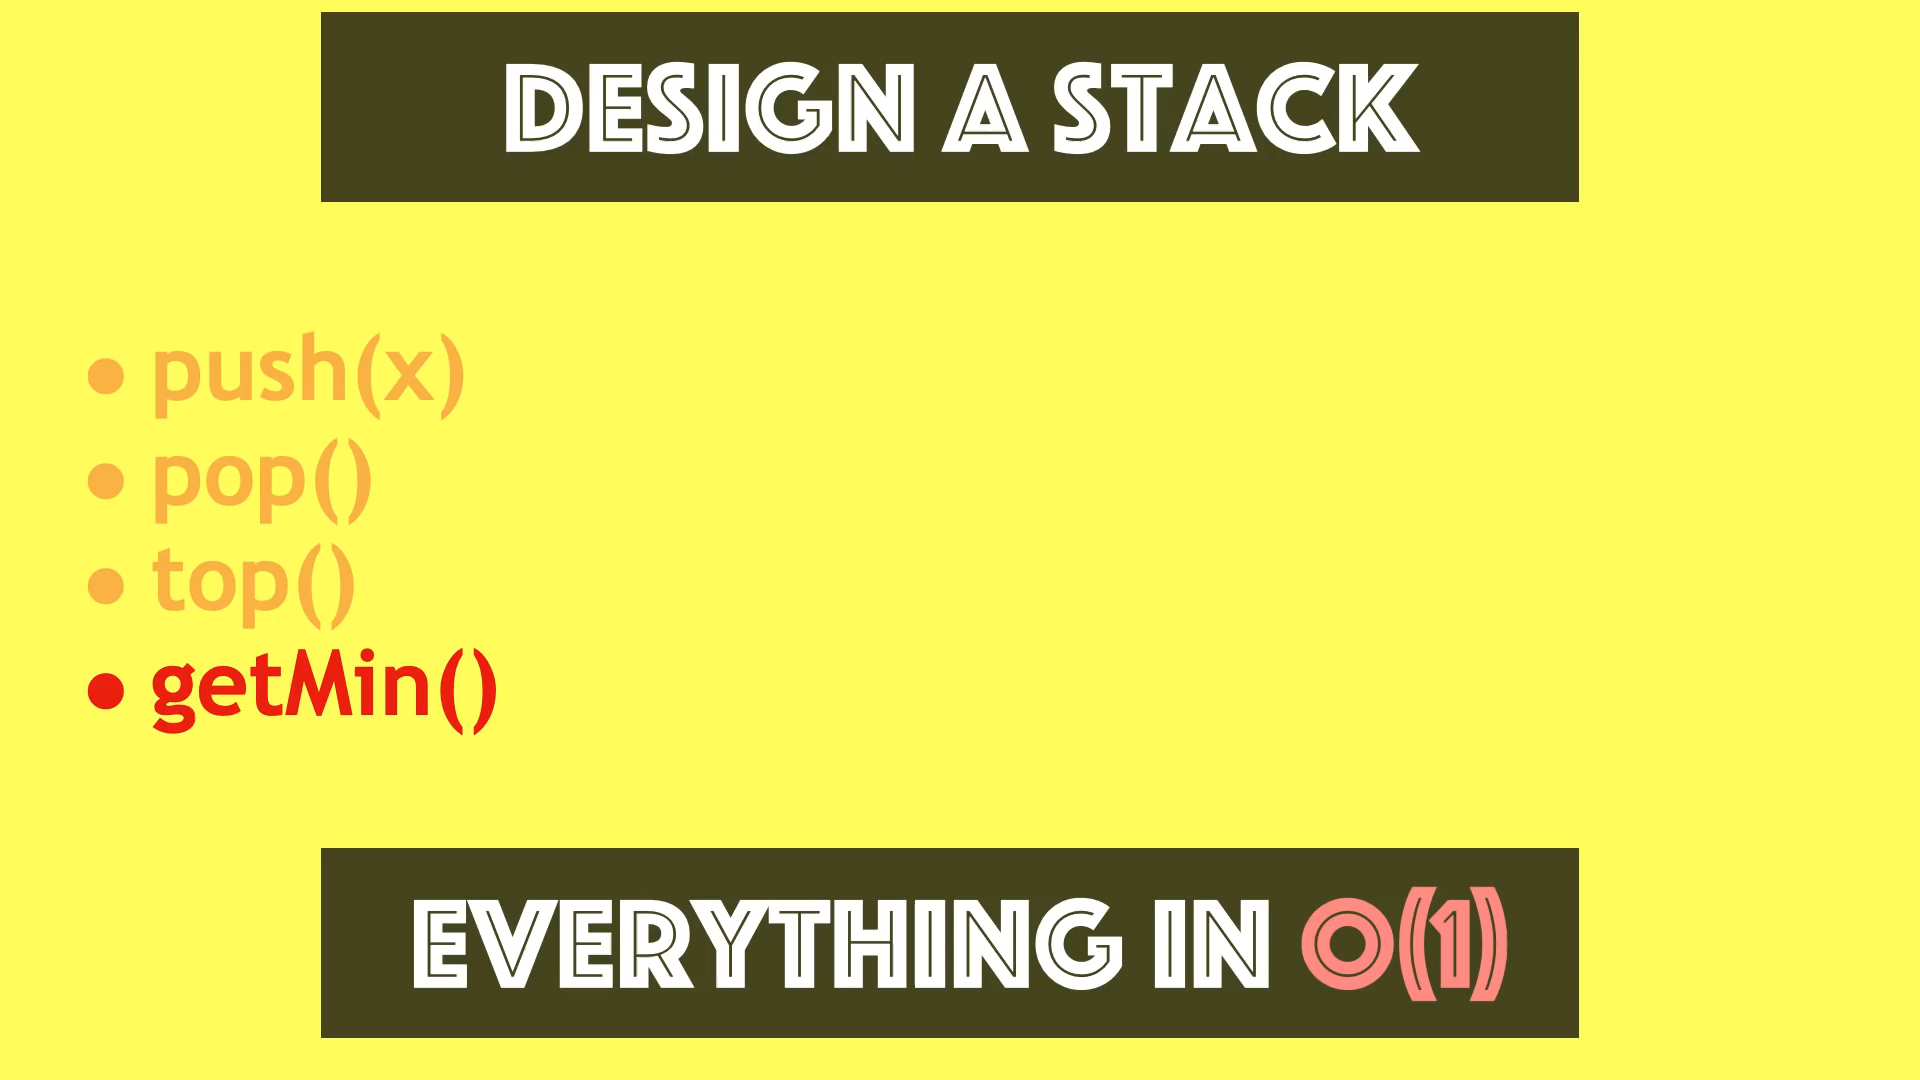 DESIGN A STACK
• push(x)
• pop()
• top()
• getMin()
EVERYTHING IN O(1)